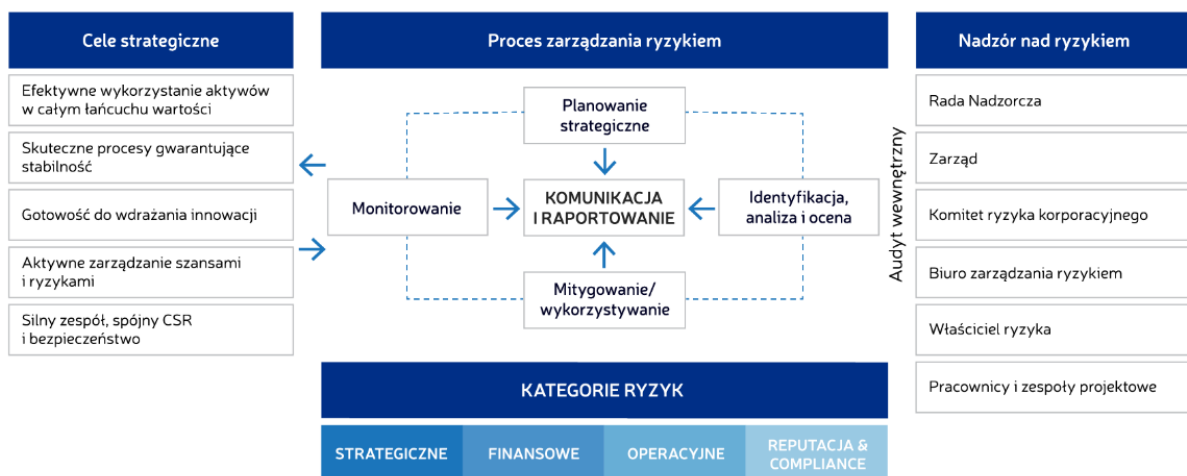 Cele strategiczne
Efektywne wykorzystanie aktywów
w całym łańcuchu wartości
Skuteczne procesy gwarantujące
stabilność
Gotowość do wdrażania innowacji
Aktywne zarządzanie szansami
i ryzykami
Silny zespół, spójny CSR
i bezpieczeństwo
Proces zarządzania ryzykiem
Planowanie
strategiczne
Monitorowanie
KOMUNIKACJA
I RAPORTOWANIE
Identyfikacja,
analiza i ocena
Mitygowanie/
wykorzystywanie
KATEGORIE RYZYK
STRATEGICZNE
FINANSOWE
OPERACYJNE
REPUTACJA &
COMPLIANCE
Audyt wewnętrzny
Nadzór nad ryzykiem
Rada Nadzorcza
Zarząd
Komitet ryzyka korporacyjnego
Biuro zarządzania ryzykiem
Właściciel ryzyka
Pracownicy i zespoły projektowe